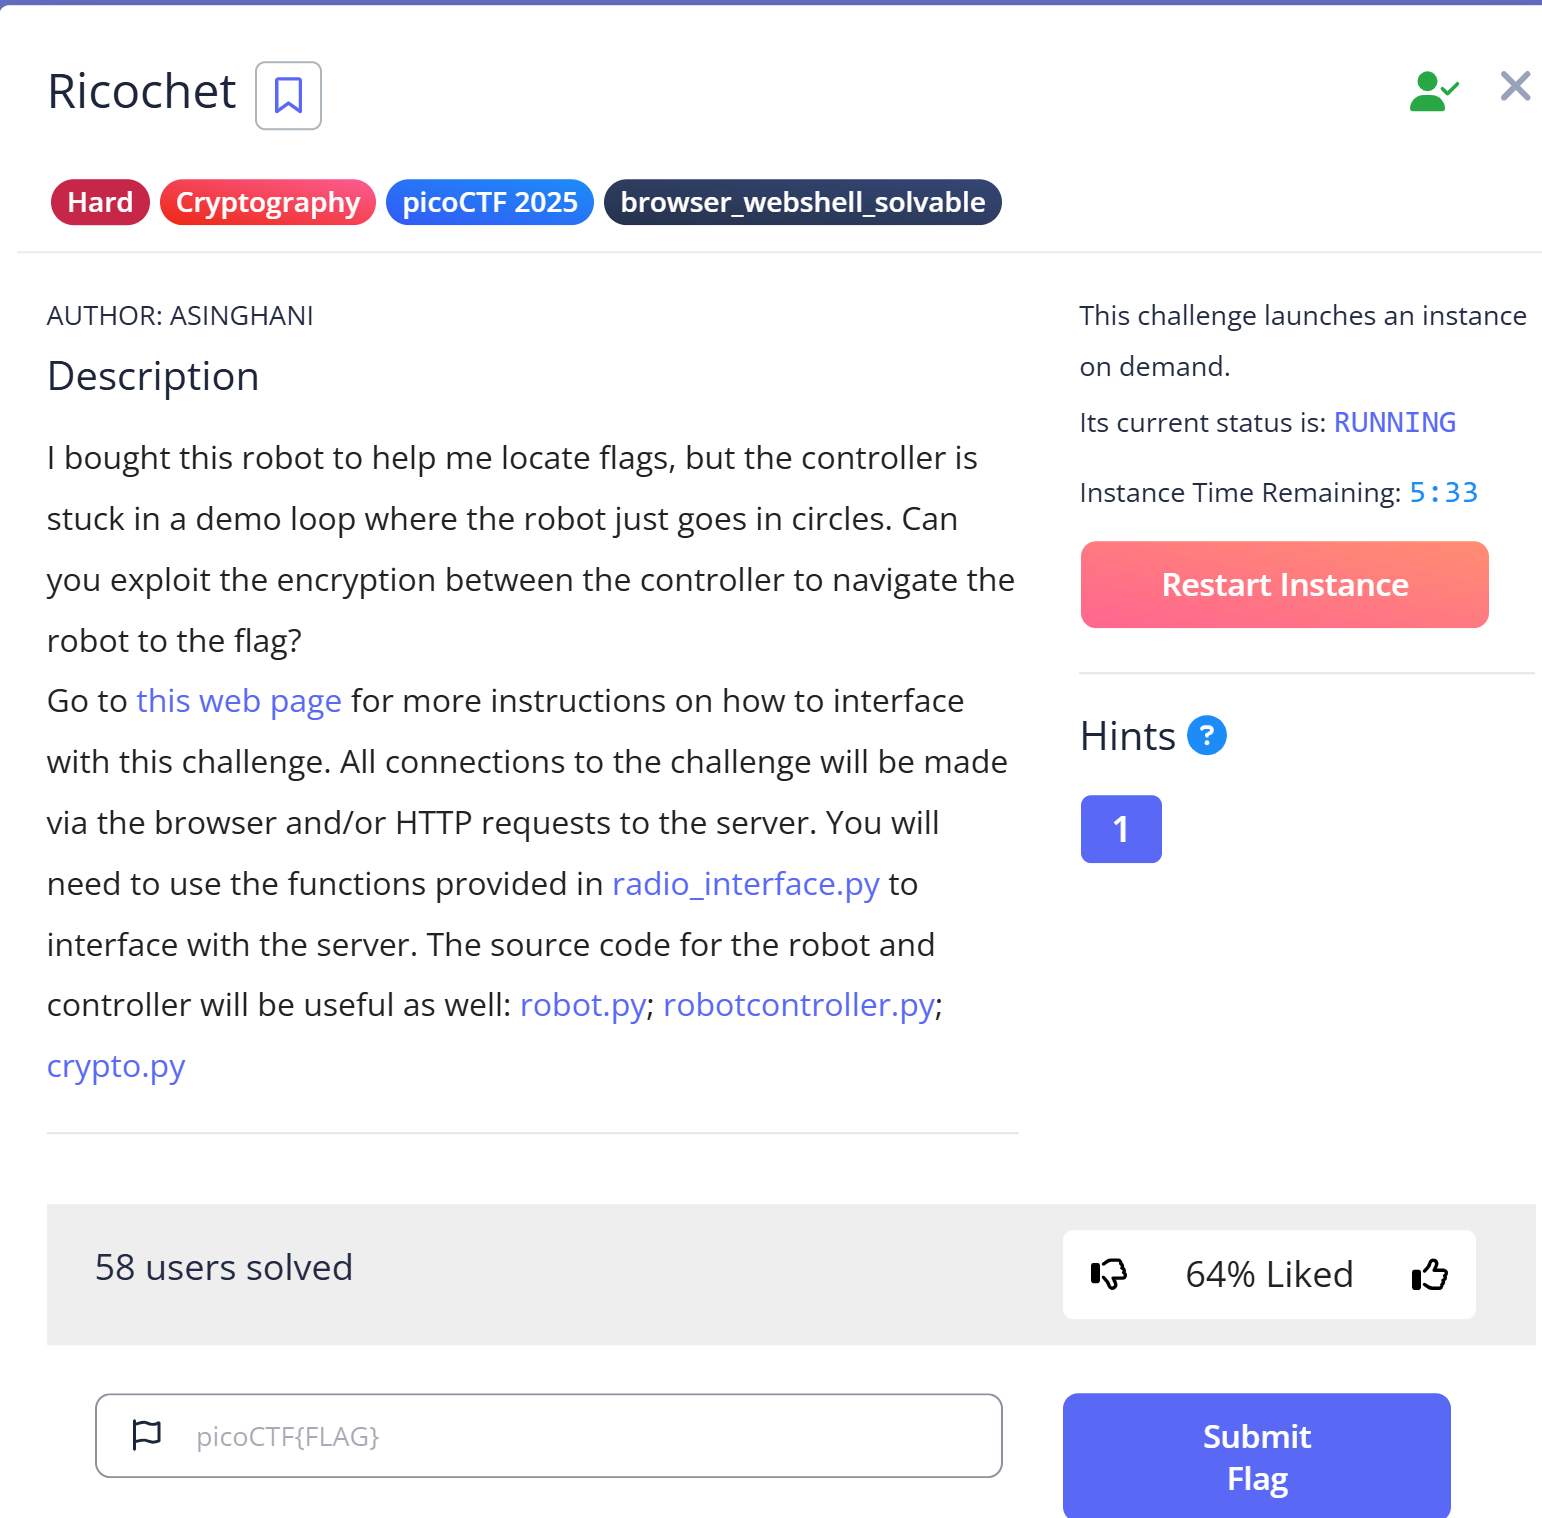 Ricochet
Hard Cryptography picoCTF 2025 browser_webshell_solvable
AUTHOR: ASINGHANI
Description
I bought this robot to help me locate flags, but the controller is
stuck in a demo loop where the robot just goes in circles. Can
you exploit the encryption between the controller to navigate the
robot to the flag?
Go to this web page for more instructions on how to interface
with this challenge. All connections to the challenge will be made
via the browser and/or HTTP requests to the server. You will
need to use the functions provided in radio_interface.py to
interface with the server. The source code for the robot and
controller will be useful as well: robot.py; robotcontroller.py;
crypto.py
This challenge launches an instance
on demand.
Its current status is: RUNNING
Instance Time Remaining: 5:33
Restart Instance
Hints ?
1
58 users solved
64% Liked
picoCTF{FLAG}
Submit
Flag